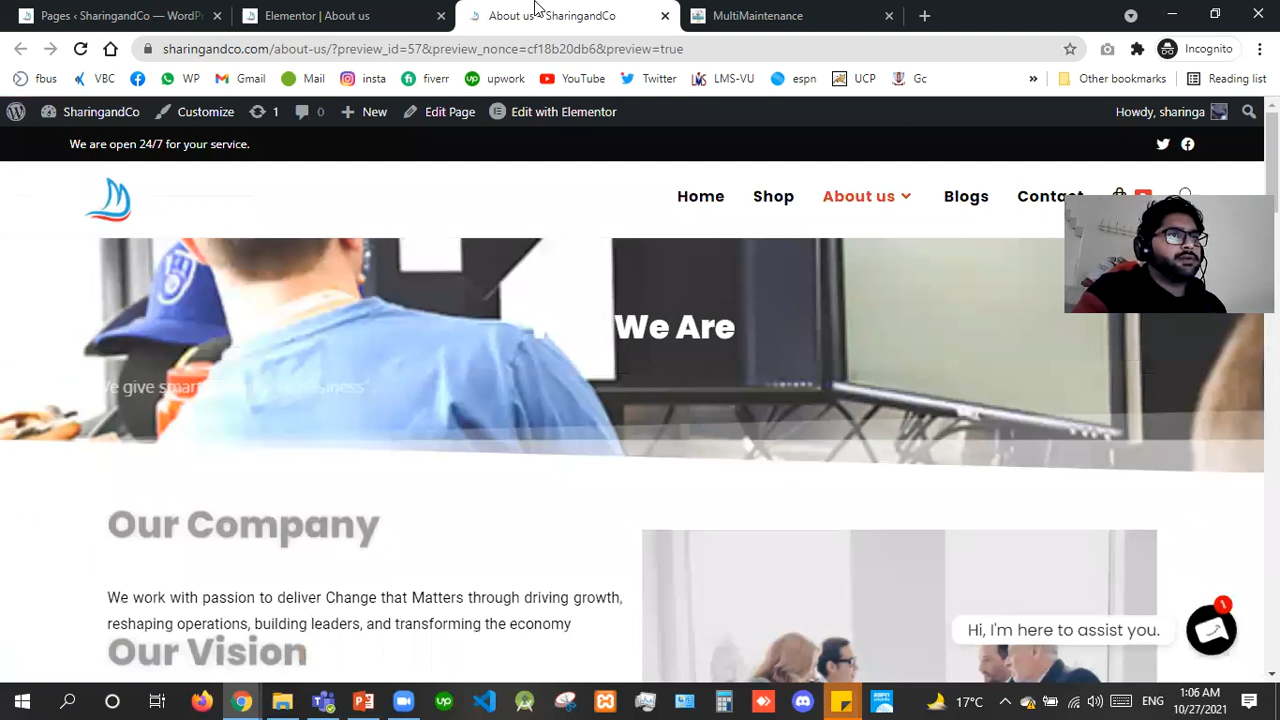 Pages ‹ SharingandCo — WordPr
Elementor | About us
About us SharingandCo
MultiMaintenance
sharingandco.com/about-us/?preview_id=57&preview_nonce=cf18b20db6&preview=true
Incognito
fbus
VBC
WP
Gmail
Mail
insta
fiverr
upwork
YouTube
Twitter
LMS-VU
espn
UCP
Gc
»
Other bookmarks
Reading list
SharingandCo
Customize
1
0
New
Edit Page
Edit with Elementor
Howdy, sharinga
We are open 24/7 for your service.
Home
Shop
About us
Blogs
Contact
We Are
give
Our Company
We work with passion to deliver Change that Matters through driving growth,
reshaping operations, building leaders, and transforming the economy
Our Vision
Hi, I'm here to assist you.
1
17°C
ENG
1:06 AM
10/27/2021